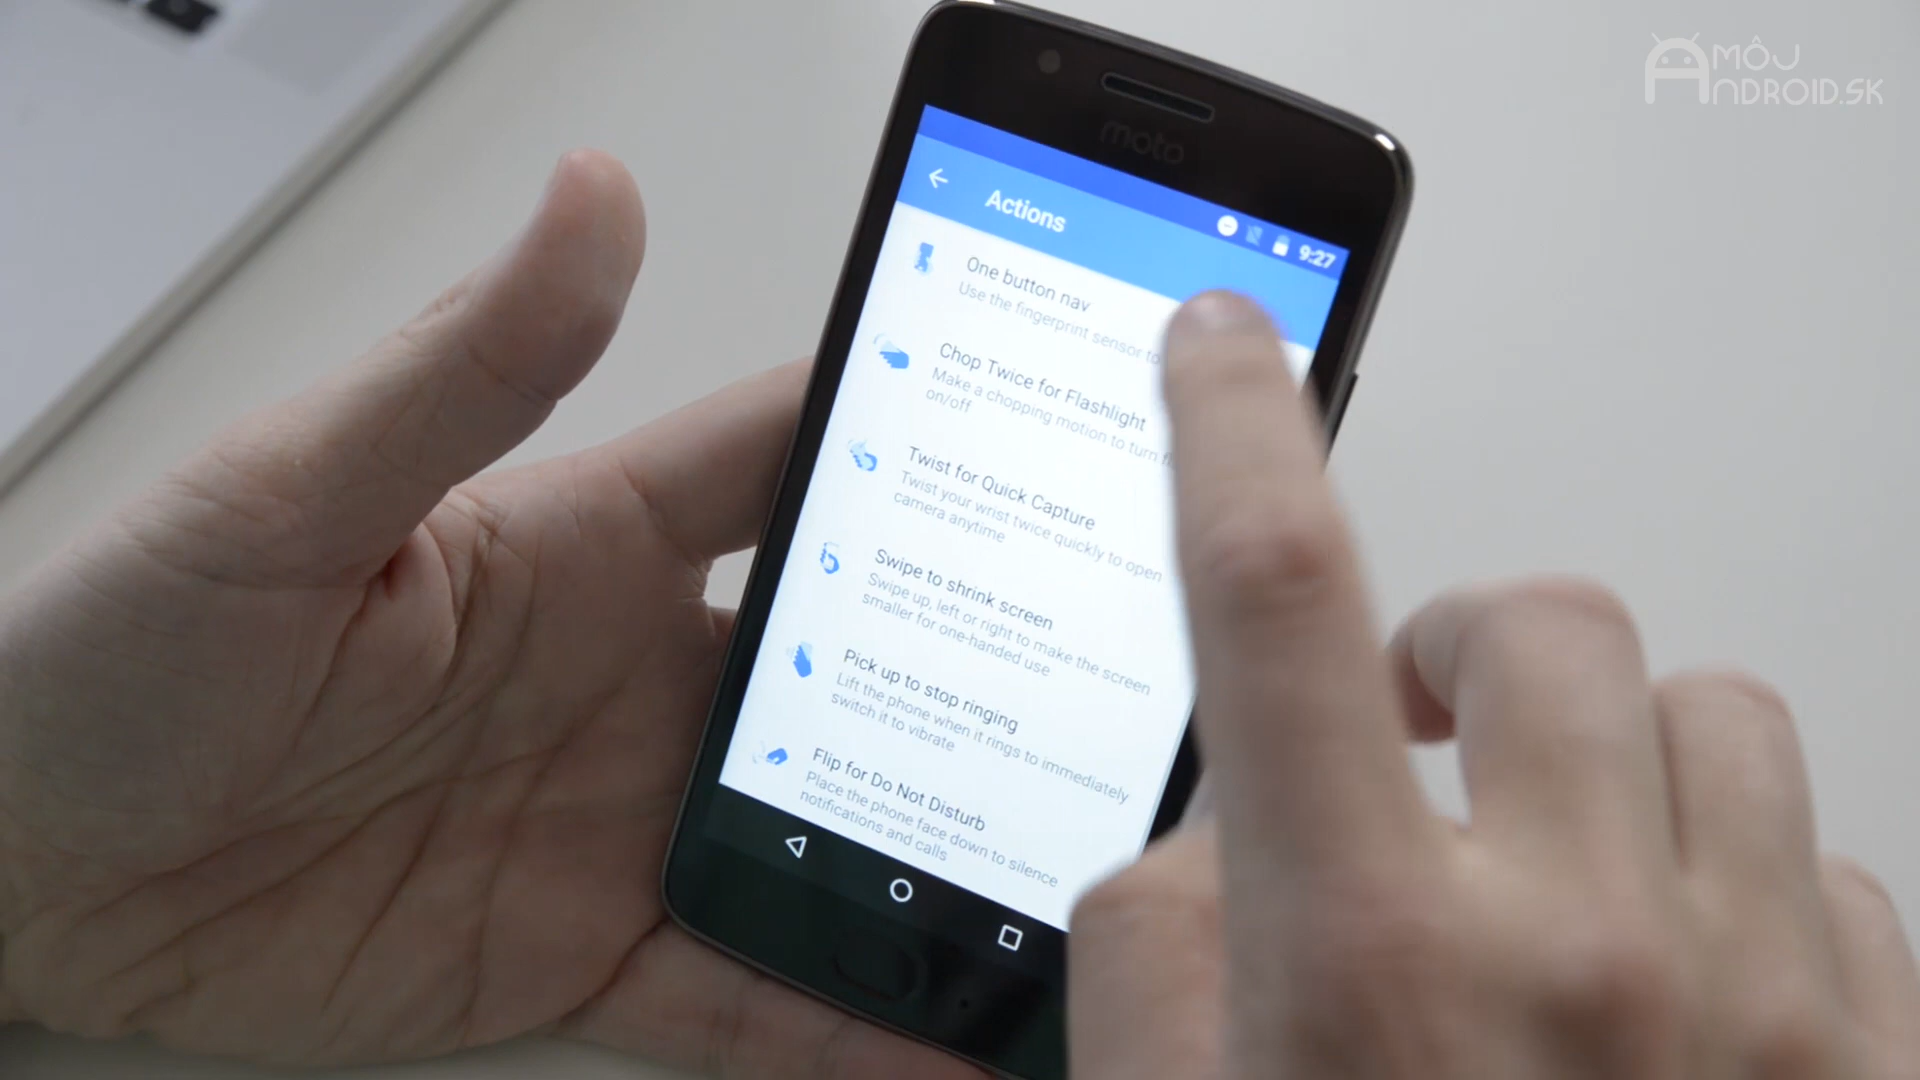 MÔJ
ANDROID.SK
moto
9:27
Actions
One button nav
Use the fingerprint sensor to
Chop Twice for Flashlight
Make a chopping motion to turn
on/off
Twist for Quick Capture
Twist your wrist twice quickly to open
camera anytime
Swipe to shrink screen
Swipe up, left or right to make the screen
smaller for one-handed use
Pick up to stop ringing
Lift the phone when it rings to immediately
switch it to vibrate
Flip for Do Not Disturb
Place the phone face down to silence
notifications and calls